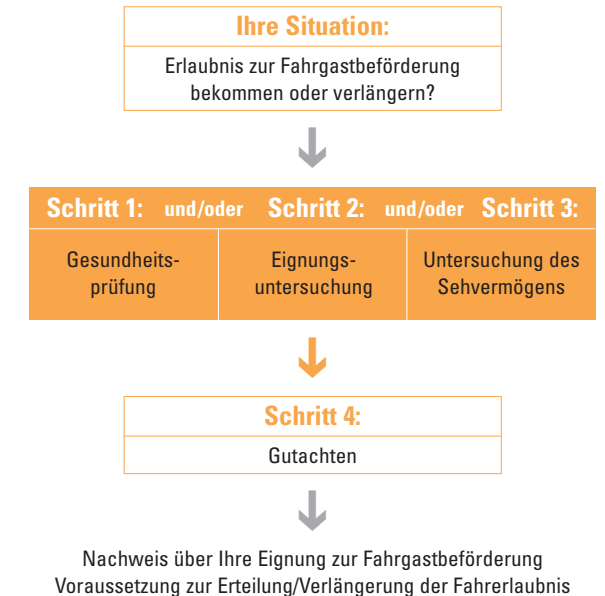 Ihre Situation:
Erlaubnis zur Fahrgastbeförderung
bekommen oder verlängern?
Schritt 1: und/oder Schritt 2: und/oder Schritt 3:
Gesundheits-
prüfung
Eignungs-
untersuchung
Untersuchung des
Sehvermögens
Schritt 4:
Gutachten
Nachweis über Ihre Eignung zur Fahrgastbeförderung
Voraussetzung zur Erteilung/Verlängerung der Fahrerlaubnis